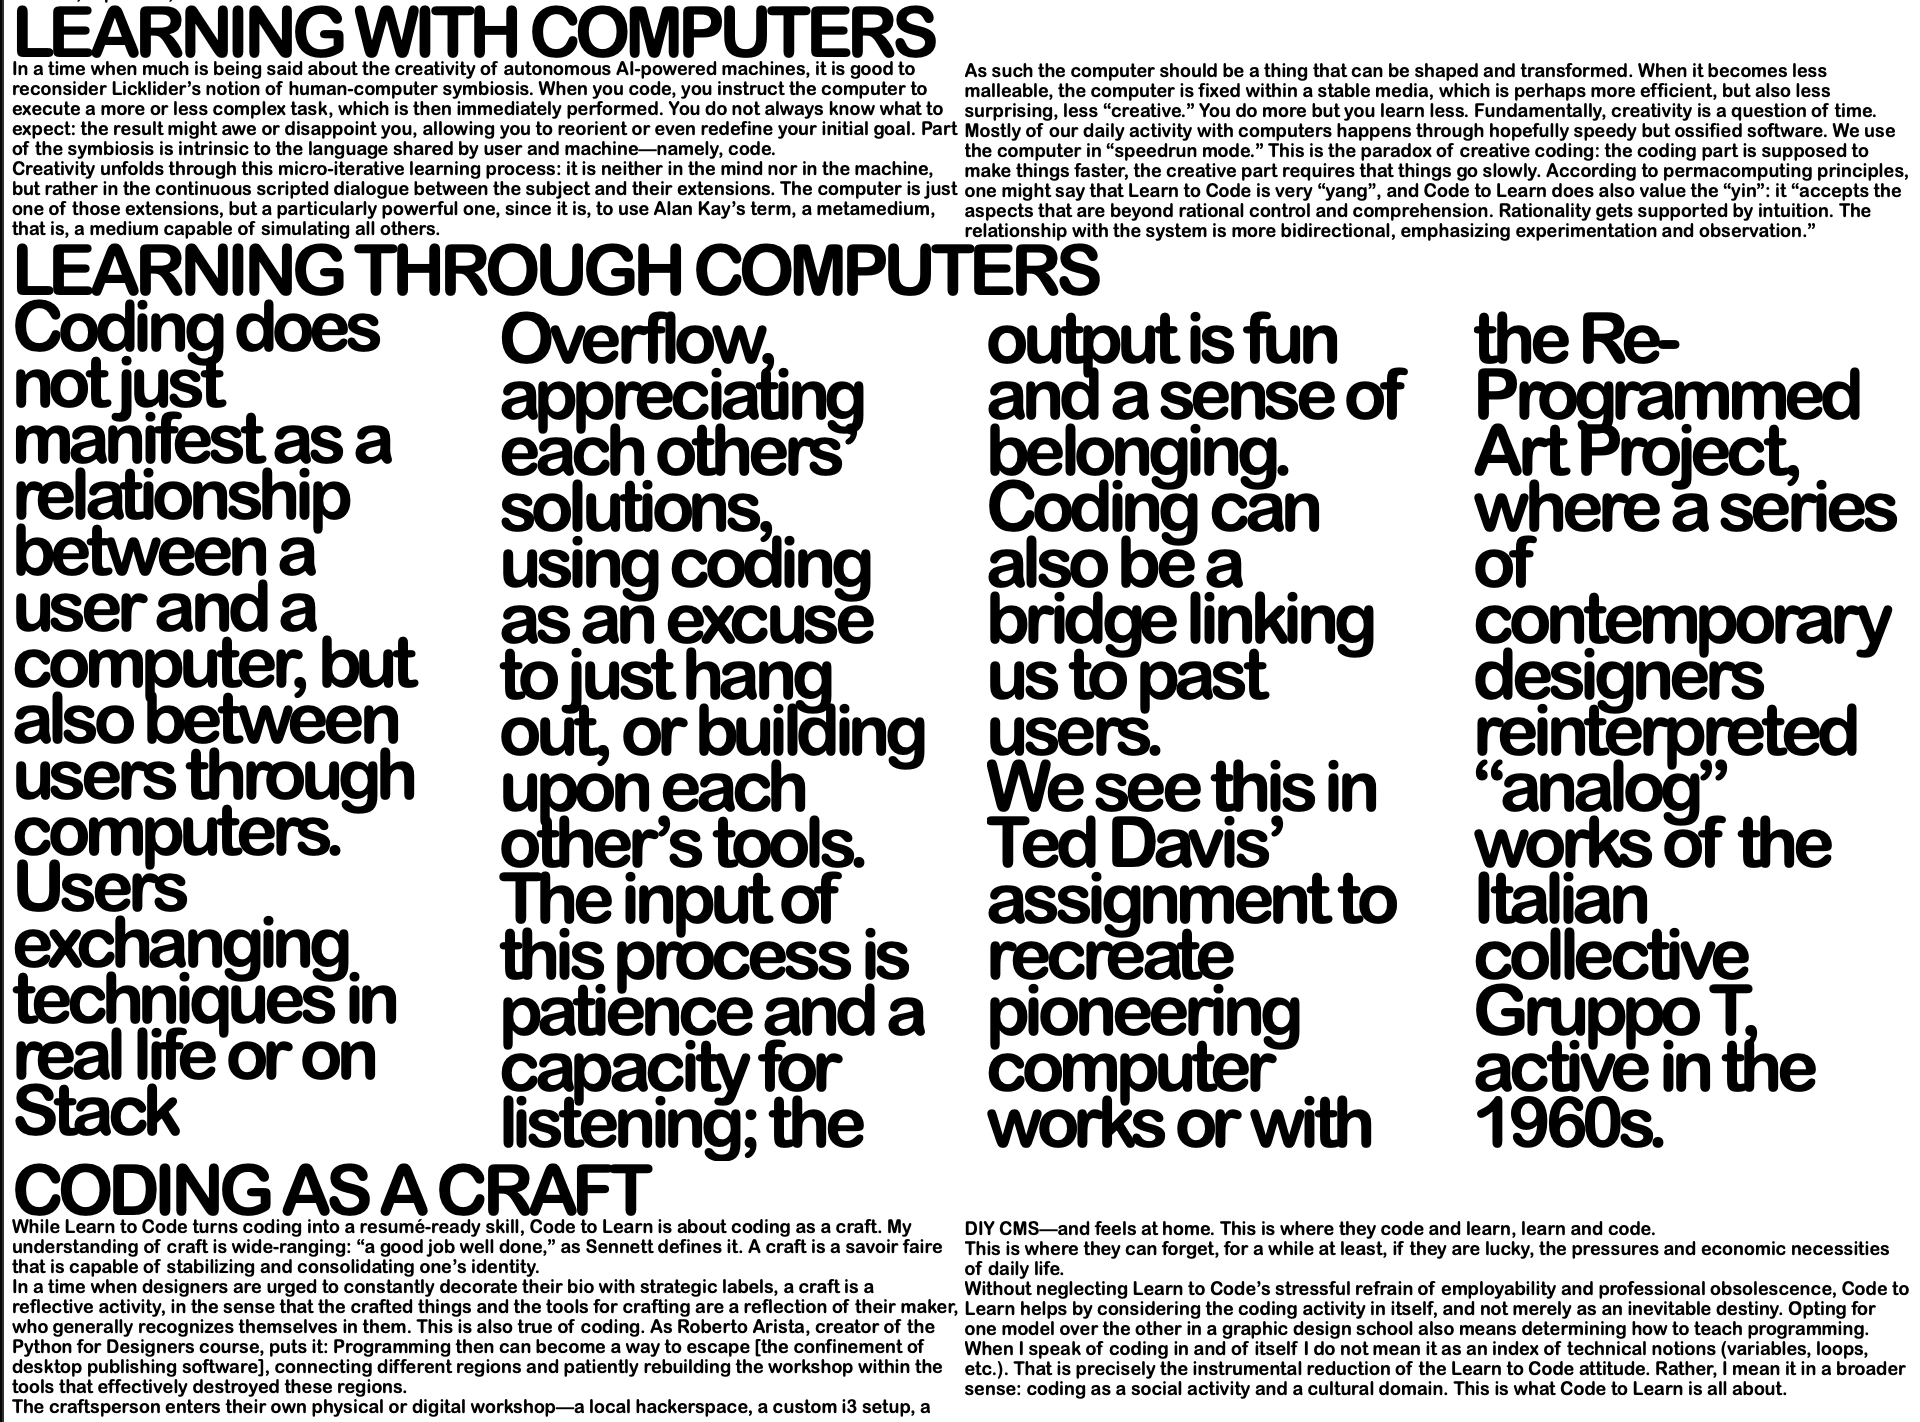 LEARNING WITH COMPUTERS
In a time when much is being said about the creativity of autonomous AI-powered machines, it is good to
reconsider Licklider’s notion of human-computer symbiosis. When you code, you instruct the computer to
execute a more or less complex task, which is then immediately performed. You do not always know what to
expect: the result might awe or disappoint you, allowing you to reorient or even redefine your initial goal. Part
of the symbiosis is intrinsic to the language shared by user and machine—namely, code.
Creativity unfolds through this micro-iterative learning process: it is neither in the mind nor in the machine,
but rather in the continuous scripted dialogue between the subject and their extensions. The computer is just
one of those extensions, but a particularly powerful one, since it is, to use Alan Kay’s term, a metamedium,
that is, a medium capable of simulating all others.
As such the computer should be a thing that can be shaped and transformed. When it becomes less
malleable, the computer is fixed within a stable media, which is perhaps more efficient, but also less
surprising, less “creative.” You do more but you learn less. Fundamentally, creativity is a question of time.
Mostly of our daily activity with computers happens through hopefully speedy but ossified software. We use
the computer in “speedrun mode.” This is the paradox of creative coding: the coding part is supposed to
make things faster, the creative part requires that things go slowly. According to permacomputing principles,
one might say that Learn to Code is very “yang”, and Code to Learn does also value the “yin”: it “accepts the
aspects that are beyond rational control and comprehension. Rationality gets supported by intuition. The
relationship with the system is more bidirectional, emphasizing experimentation and observation.”
LEARNING THROUGH COMPUTERS
Coding does
not just
manifest as a
relationship
between a
user and a
computer, but
also between
users through
computers.
Users
exchanging
techniques in
real life or on
Stack
Overflow,
appreciating
each others’
solutions,
using coding
as an excuse
to just hang
out, or building
upon each
other’s tools.
The input of
this process is
patience and a
capacity for
listening; the
output is fun
and a sense of
belonging.
Coding can
also be a
bridge linking
us to past
users.
We see this in
Ted Davis’
assignment to
recreate
pioneering
computer
works or with
the Re-
Programmed
Art Project,
where a series
of
contemporary
designers
reinterpreted
“analog”
works of the
Italian
collective
Gruppo T,
active in the
1960s.
CODING AS A CRAFT
While Learn to Code turns coding into a resumé-ready skill, Code to Learn is about coding as a craft. My
understanding of craft is wide-ranging: “a good job well done,” as Sennett defines it. A craft is a savoir faire
that is capable of stabilizing and consolidating one’s identity.
In a time when designers are urged to constantly decorate their bio with strategic labels, a craft is a
reflective activity, in the sense that the crafted things and the tools for crafting are a reflection of their maker,
who generally recognizes themselves in them. This is also true of coding. As Roberto Arista, creator of the
Python for Designers course, puts it: Programming then can become a way to escape [the confinement of
desktop publishing software], connecting different regions and patiently rebuilding the workshop within the
tools that effectively destroyed these regions.
The craftsperson enters their own physical or digital workshop—a local hackerspace, a custom i3 setup, a
DIY CMS—and feels at home. This is where they code and learn, learn and code.
This is where they can forget, for a while at least, if they are lucky, the pressures and economic necessities
of daily life.
Without neglecting Learn to Code’s stressful refrain of employability and professional obsolescence, Code to
Learn helps by considering the coding activity in itself, and not merely as an inevitable destiny. Opting for
one model over the other in a graphic design school also means determining how to teach programming.
When I speak of coding in and of itself I do not mean it as an index of technical notions (variables, loops,
etc.). That is precisely the instrumental reduction of the Learn to Code attitude. Rather, I mean it in a broader
sense: coding as a social activity and a cultural domain. This is what Code to Learn is all about.